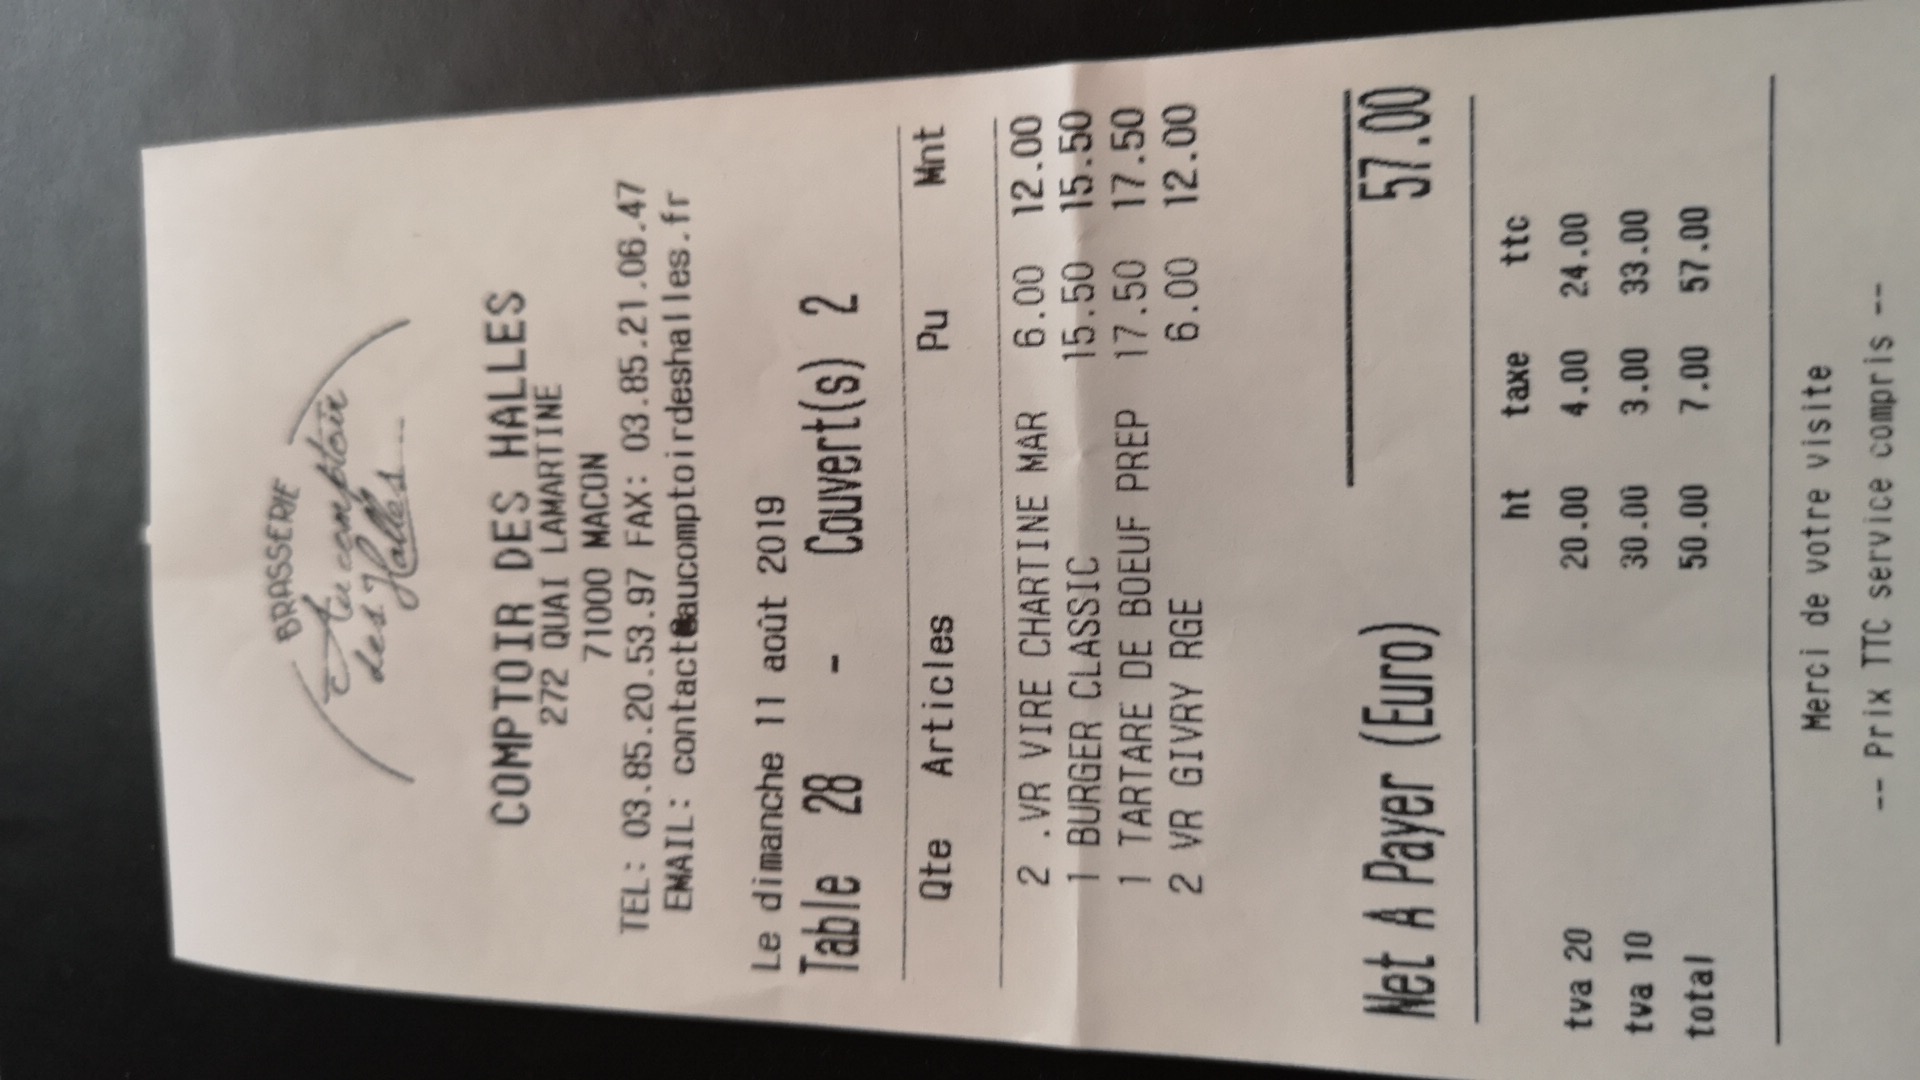 BRASSERIE
Au comptoir
des Halles
COMPTOIR DES HALLES
272 QUAI LAMARTINE
71000 MACON
TEL: 03.85.20.53.97 FAX: 03.85.21.06.47
EMAIL: contact@aucomptoirdeshalles.fr
Le dimanche 11 août 2019
Table 28 - Couvert(s) 2
Qte Articles Pu Mnt
2 .VR VIRE CHARTINE MAR 6.00 12.00
1 BURGER CLASSIC 15.50 15.50
1 TARTARE DE BOEUF PREP 17.50 17.50
2 VR GIVRY RGE 6.00 12.00
Net A Payer (Euro) 57.00
ht taxe ttc
tva 20 20.00 4.00 24.00
tva 10 30.00 3.00 33.00
total 50.00 7.00 57.00
Merci de votre visite
-- Prix TTC service compris --